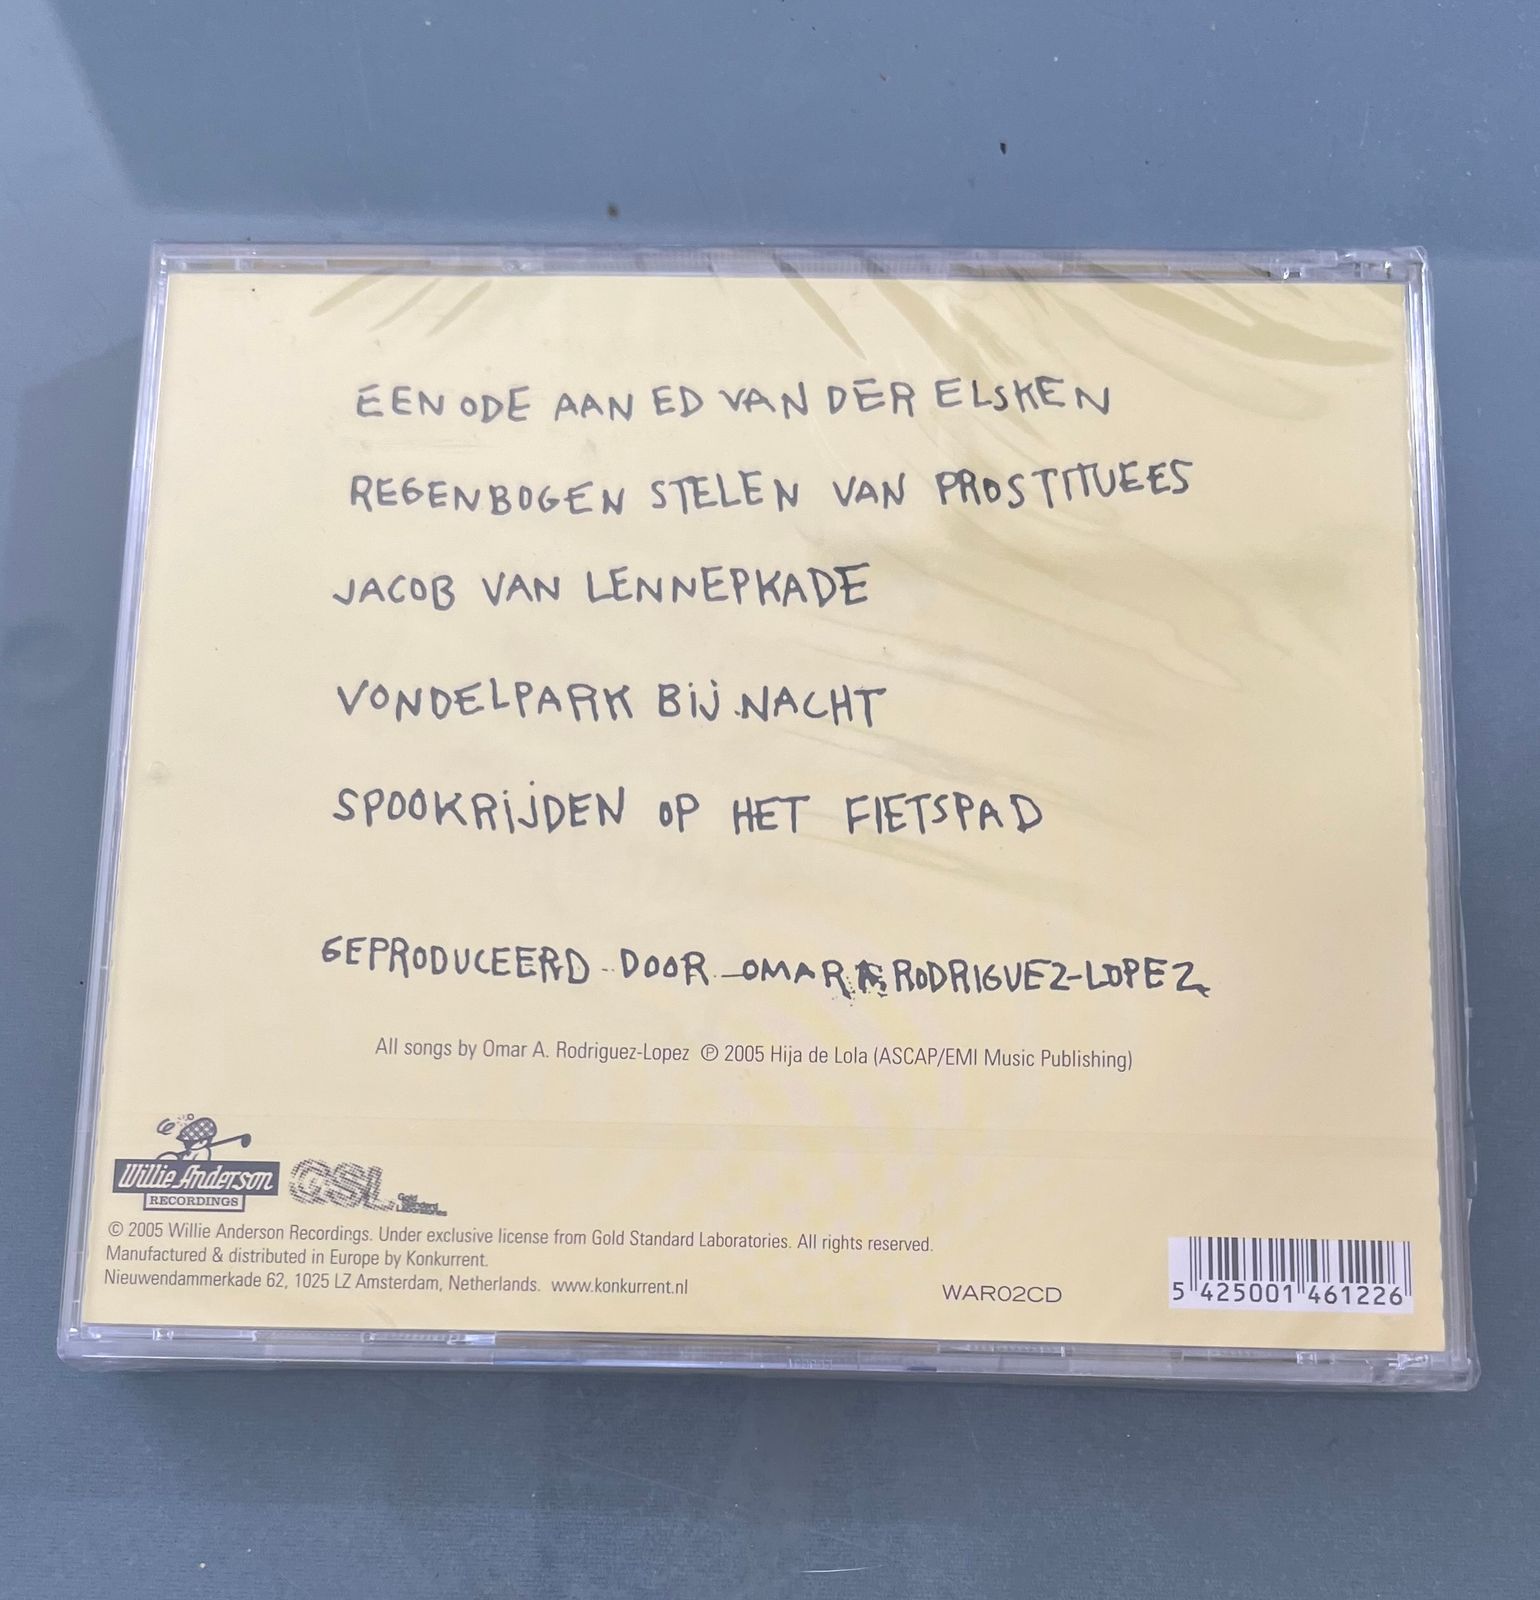 EEN ODE AAN ED VAN DER ELSKEN
REGENBOGEN STELEN VAN PROSTITUEES
JACOB VAN LENNEPKADE
VONDELPARK BIJ NACHT
SPOOKRIJDEN OP HET FIETSPAD
GEPRODUCEERD DOOR OMAR A. RODRIGUEZ-LOPEZ
All songs by Omar A. Rodriguez-Lopez ℗ 2005 Hija de Lola (ASCAP/EMI Music Publishing)
Willie Anderson
RECORDINGS
GSL
Gold
Standard
Laboratories
© 2005 Willie Anderson Recordings. Under exclusive license from Gold Standard Laboratories. All rights reserved.
Manufactured & distributed in Europe by Konkurrent.
Nieuwendammerkade 62, 1025 LZ Amsterdam, Netherlands. www.konkurrent.nl
WAR02CD
5 425001 461226